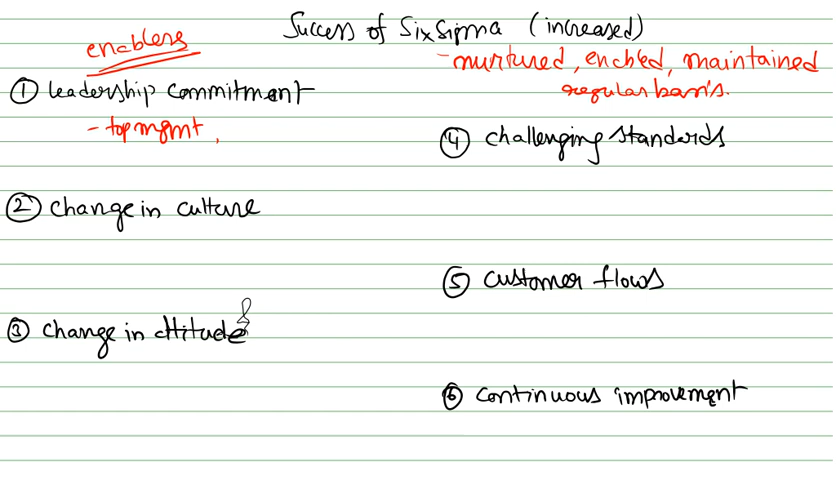 Success of Six Sigma (increased)
enablers
- nurtured, enabled, maintained
regular basis.
① leadership commitment
- top mgmt,
② change in culture
③ change in attitude
④ challenging standards
⑤ customer flows
⑥ continuous improvement